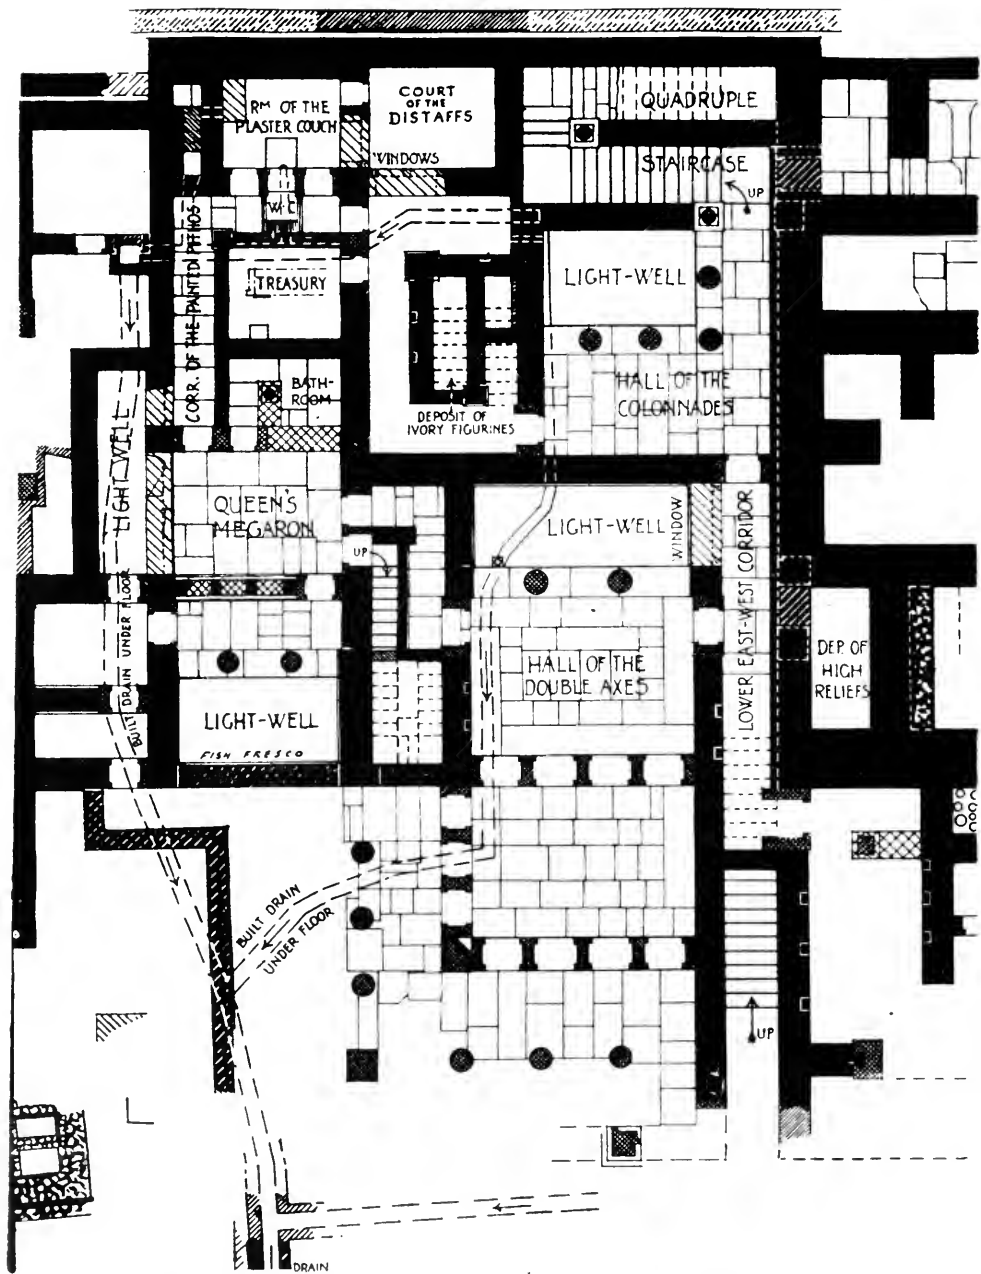 Rᴹ OF THE
PLASTER COUCH
COURT
OF THE
DISTAFFS
QUADRUPLE
STAIRCASE
WINDOWS
UP
W.C
CORR. OF THE PAINTED PITHOS
TREASURY
LIGHT-WELL
BATH-
ROOM
HALL OF THE
COLONNADES
DEPOSIT OF
IVORY FIGURINES
LIGHT WELL
QUEEN'S
MEGARON
UP
LIGHT-WELL
WINDOW
LOWER EAST-WEST CORRIDOR
BUILT DRAIN UNDER FLOOR
HALL OF THE
DOUBLE AXES
DEP. OF
HIGH
RELIEFS
LIGHT-WELL
FISH FRESCO
BUILT DRAIN
UNDER FLOOR
UP
DRAIN